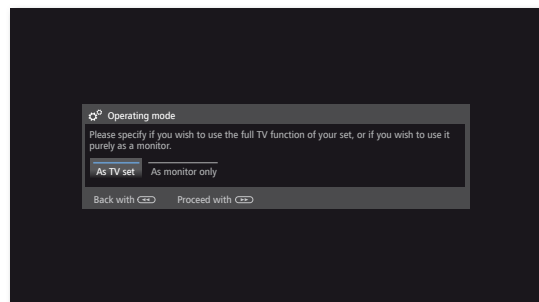 Operating mode
Please specify if you wish to use the full TV function of your set, or if you wish to use it
purely as a monitor.
As TV set As monitor only
Back with Proceed with